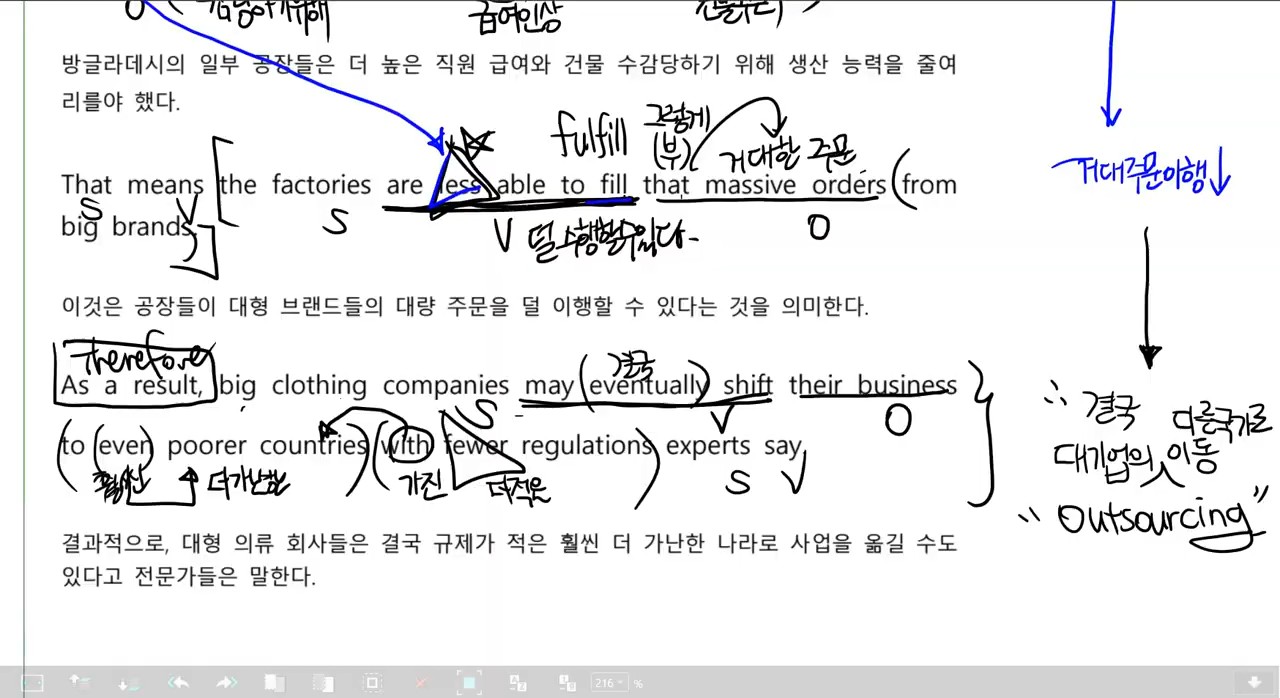 급여인상
방글라데시의 일부 공장들은 더 높은 직원 급여와 건물 수감당하기 위해 생산 능력을 줄여
리를야 했다.
fulfill 그렇게
(부) 거대한 주문
거대주문이행↓
That means the factories are less able to fill that massive orders (from
S V
big brands.
S V 덜 수행할수있다. O
이것은 공장들이 대형 브랜드들의 대량 주문을 덜 이행할 수 있다는 것을 의미한다.
therefore 결국
As a result, big clothing companies may (eventually) shift their business
S V O
to (even) poorer countries (with fewer regulations) experts say,
훨씬 더가난한 가진 더적은 S V
∴ 결국 다른국가로
대기업의 이동
"Outsourcing"
결과적으로, 대형 의류 회사들은 결국 규제가 적은 훨씬 더 가난한 나라로 사업을 옮길 수도
있다고 전문가들은 말한다.
216 %